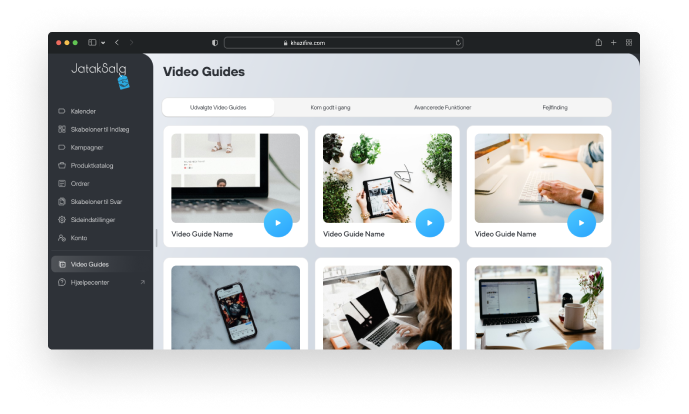 khazifire.com
JatakSalg
Video Guides
Kalender
Skabeloner til Indlæg
Kampagner
Produktkatalog
Ordrer
Skabeloner til Svar
Sideindstillinger
Konto
Video Guides
Hjælpecenter
Udvalgte Video Guides
Kom godt i gang
Avancerede Funktioner
Fejlfinding
Video Guide Name
Video Guide Name
Video Guide Name